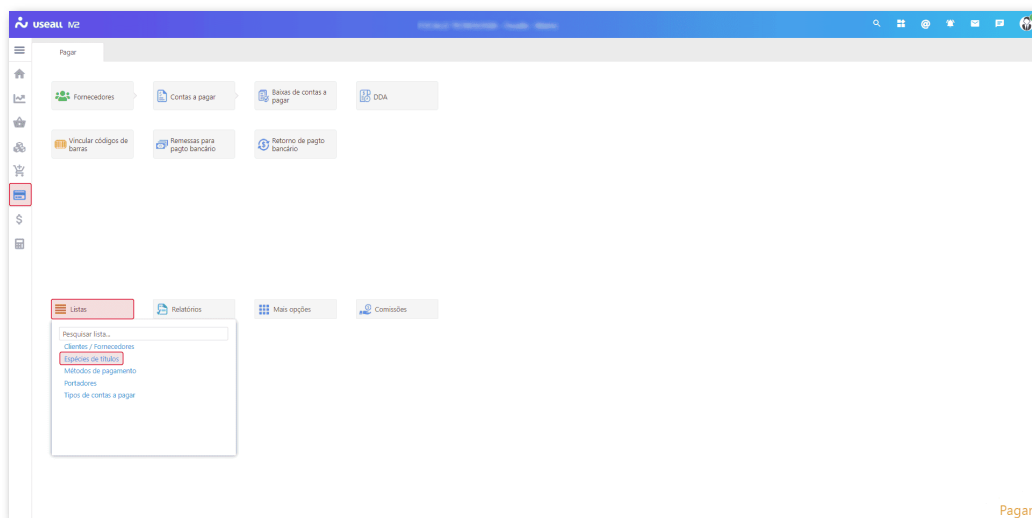 useall M2
Pagar
Fornecedores
Contas a pagar
Baixas de contas a
pagar
DDA
Vincular códigos de
barras
Remessas para
pagto bancário
Retorno de pagto
bancário
Listas
Relatórios
Mais opções
Comissões
Pesquisar lista...
Clientes / Fornecedores
Espécies de títulos
Métodos de pagamento
Portadores
Tipos de contas a pagar
Pagar